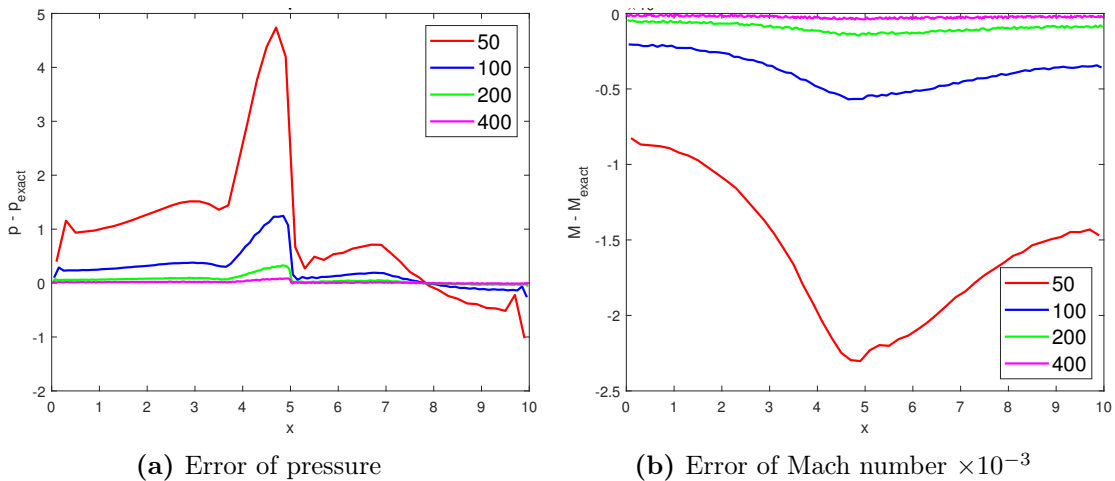 5
4
3
2
1
0
-1
-2
p - p_exact
0 1 2 3 4 5 6 7 8 9 10
x
50
100
200
400
(a) Error of pressure
0
-0.5
-1
-1.5
-2
-2.5
M - M_exact
0 1 2 3 4 5 6 7 8 9 10
x
50
100
200
400
(b) Error of Mach number ×10⁻³